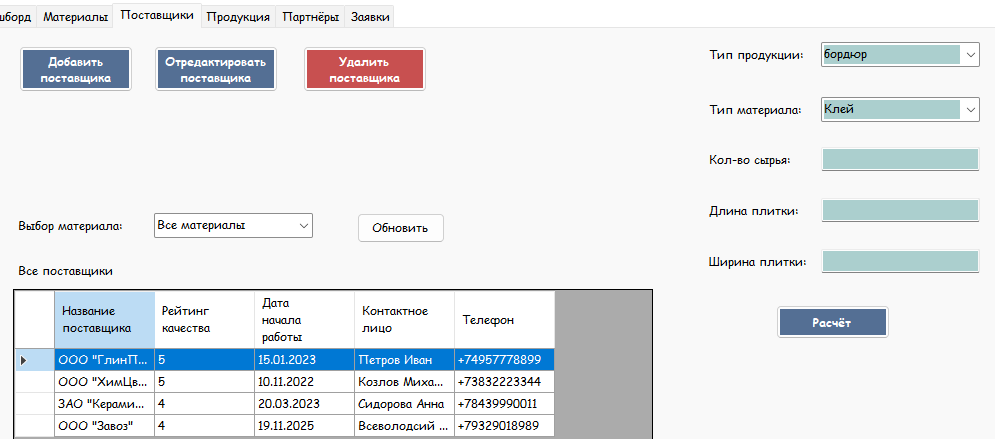 шборд Материалы Поставщики Продукция Партнёры Заявки
Добавить
поставщика
Отредактировать
поставщика
Удалить
поставщика
Тип продукции: бордюр
Тип материала: Клей
Кол-во сырья:
Длина плитки:
Ширина плитки:
Расчёт
Выбор материала: Все материалы Обновить
Все поставщики
Название
поставщика
Рейтинг
качества
Дата
начала
работы
Контактное
лицо
Телефон
ООО "ГлинП... 5 15.01.2023 Петров Иван +74957778899
ООО "ХимЦв... 5 10.11.2022 Козлов Миха... +73832223344
ЗАО "Керами... 4 20.03.2023 Сидорова Анна +78439990011
ООО "Завоз" 4 19.11.2025 Всеволодсий ... +79329018989